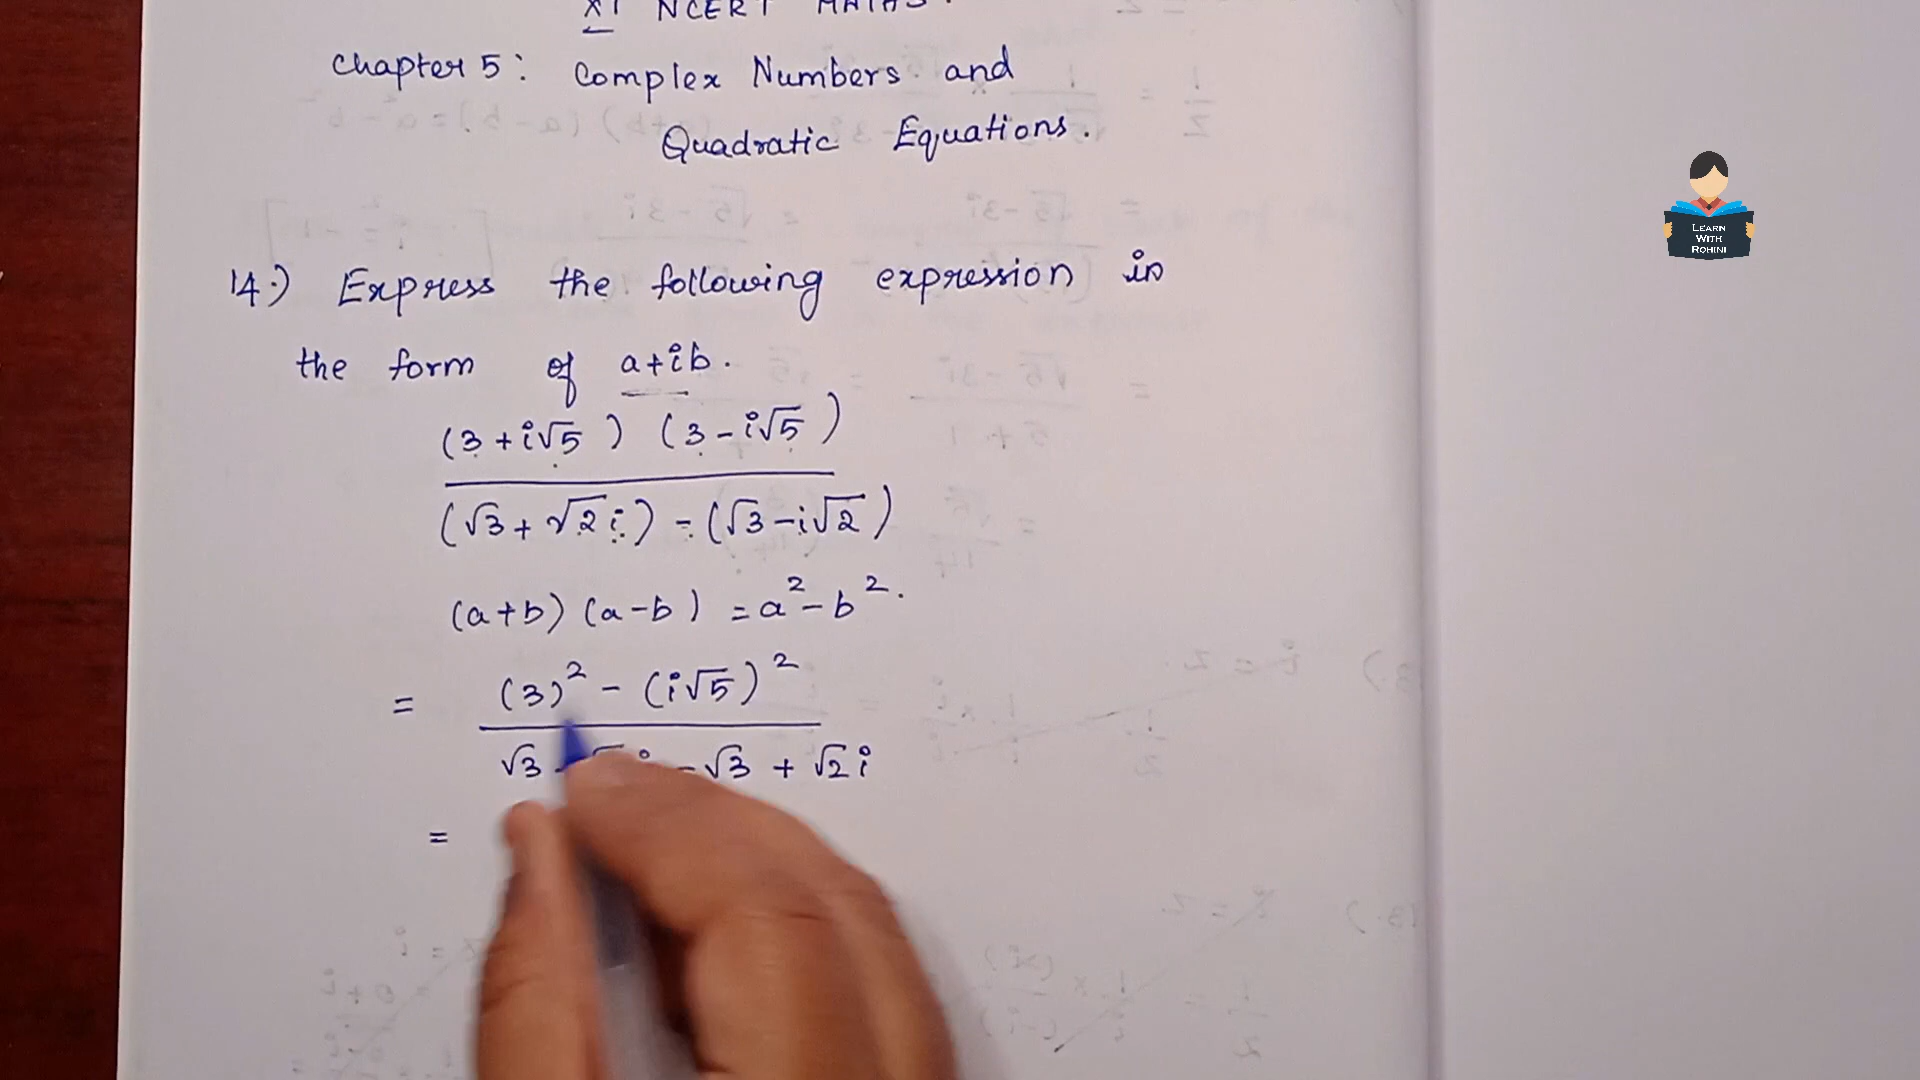 XI NCERT MATHS.
Chapter 5: Complex Numbers and
Quadratic Equations.
14.) Express the following expression in
the form of a+ib.
(3+i√5) (3-i√5)
(√3+√2i) - (√3-i√2)
(a+b) (a-b) = a²-b².
= (3)² - (i√5)²
√3 i -√3 + √2i
=
LEARN
WITH
ROHINI